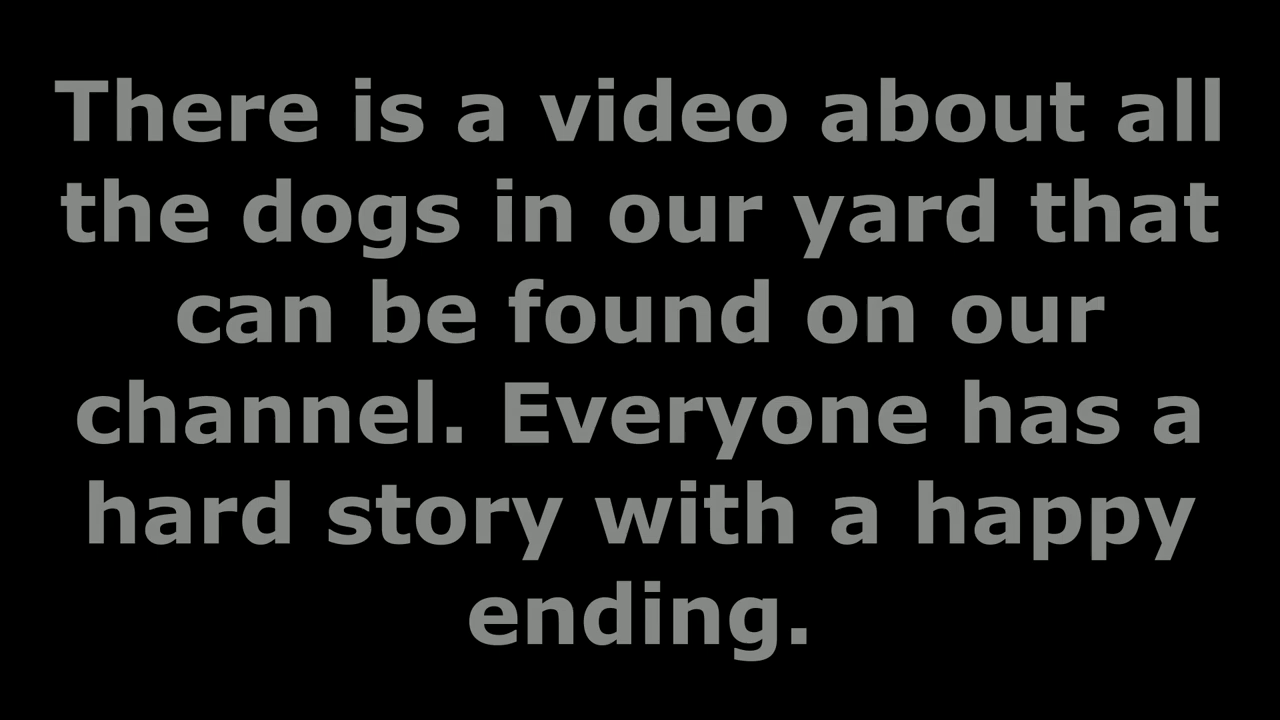 There is a video about all
the dogs in our yard that
can be found on our
channel. Everyone has a
hard story with a happy
ending.